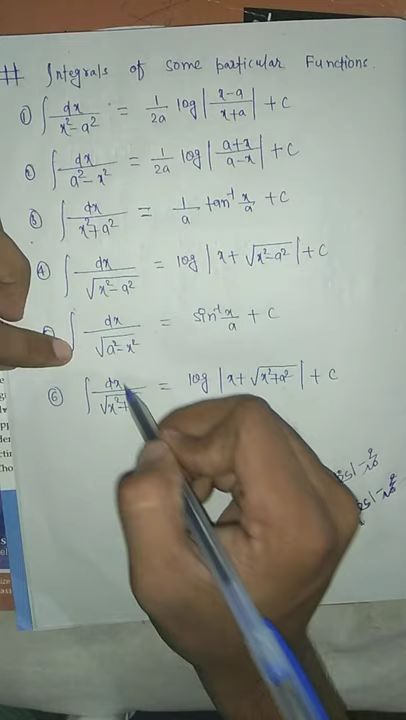 ## Integrals of some particular Functions.
① ∫ dx/(x²-a²) = 1/2a log |(x-a)/(x+a)| + C
② ∫ dx/(a²-x²) = 1/2a log |(a+x)/(a-x)| + C
③ ∫ dx/(x²+a²) = 1/a tan⁻¹ x/a + C
④ ∫ dx/√(x²-a²) = log |x+√(x²-a²)| + C
∫ dx/√(a²-x²) = sin⁻¹ x/a + C
⑥ ∫ dx/√(x²+ = log |x+√(x²+a²)| + C